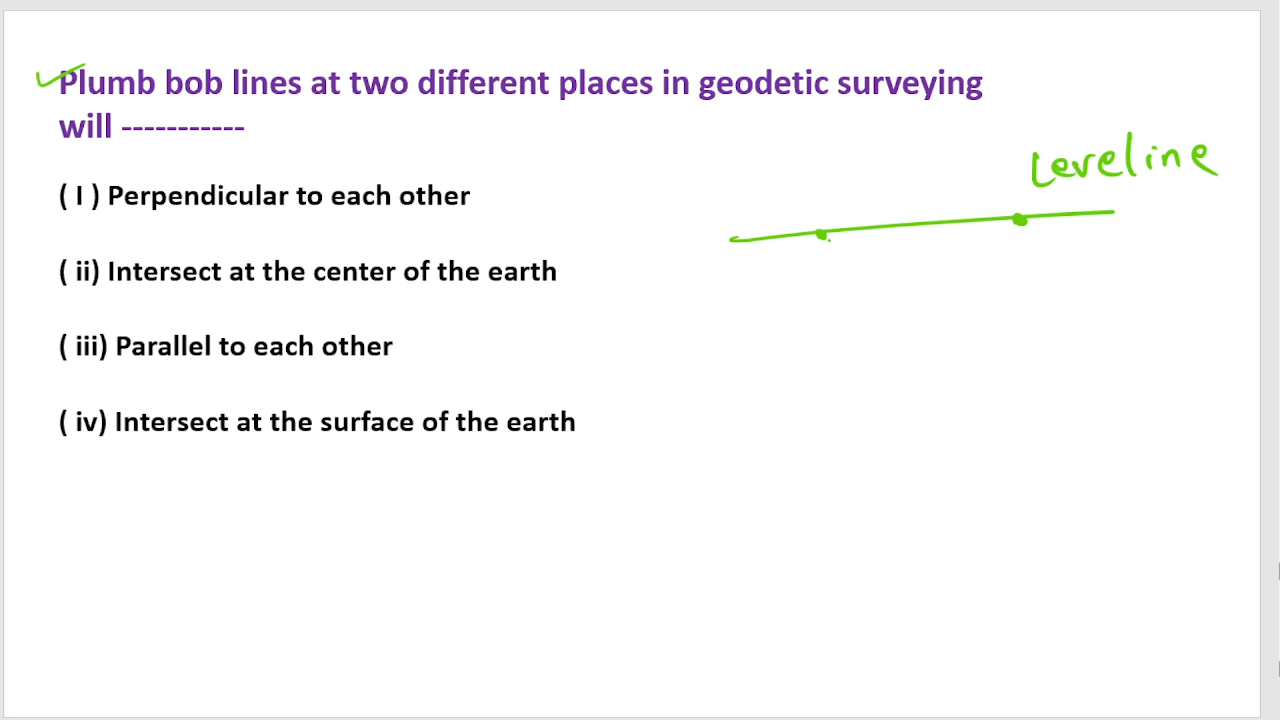 Plumb bob lines at two different places in geodetic surveying
will -----------
Leveline
( I ) Perpendicular to each other
( ii) Intersect at the center of the earth
( iii) Parallel to each other
( iv) Intersect at the surface of the earth